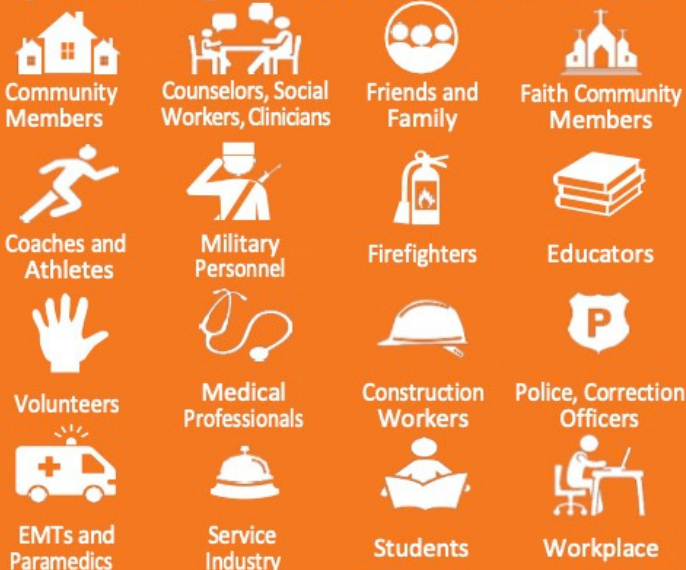 Community
Members
Counselors, Social
Workers, Clinicians
Friends and
Family
Faith Community
Members
Coaches and
Athletes
Military
Personnel
Firefighters
Educators
Volunteers
Medical
Professionals
Construction
Workers
P
Police, Correction
Officers
EMTs and
Paramedics
Service
Industry
Students
Workplace